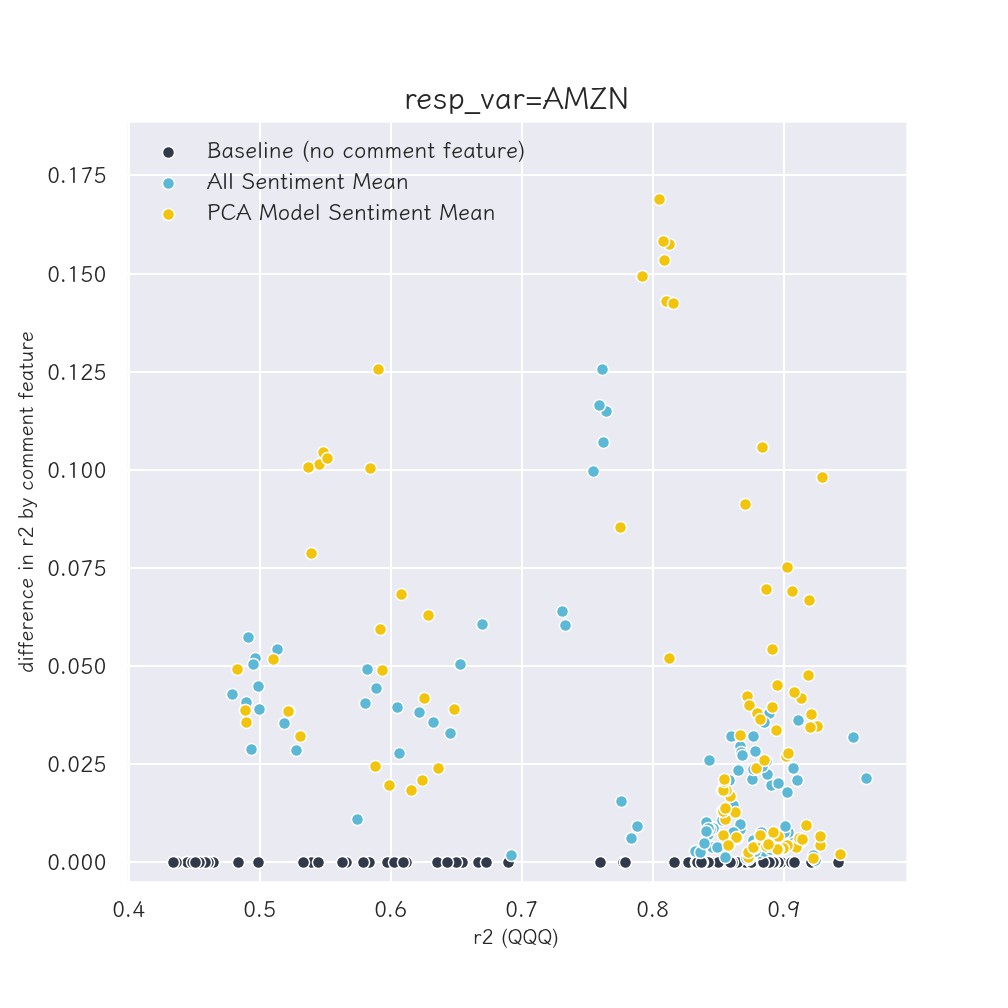 resp_var=AMZN
Baseline (no comment feature)
All Sentiment Mean
PCA Model Sentiment Mean
0.175
0.150
0.125
0.100
0.075
0.050
0.025
0.000
difference in r2 by comment feature
0.4 0.5 0.6 0.7 0.8 0.9
r2 (QQQ)